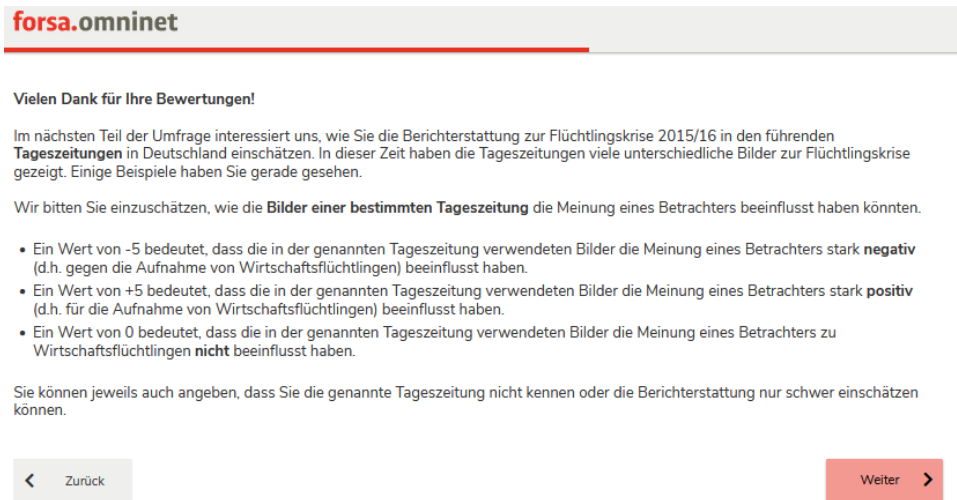 forsa.omninet
Vielen Dank für Ihre Bewertungen!
Im nächsten Teil der Umfrage interessiert uns, wie Sie die Berichterstattung zur Flüchtlingskrise 2015/16 in den führenden
Tageszeitungen in Deutschland einschätzen. In dieser Zeit haben die Tageszeitungen viele unterschiedliche Bilder zur Flüchtlingskrise
gezeigt. Einige Beispiele haben Sie gerade gesehen.
Wir bitten Sie einzuschätzen, wie die Bilder einer bestimmten Tageszeitung die Meinung eines Betrachters beeinflusst haben könnten.
• Ein Wert von -5 bedeutet, dass die in der genannten Tageszeitung verwendeten Bilder die Meinung eines Betrachters stark negativ
(d.h. gegen die Aufnahme von Wirtschaftsflüchtlingen) beeinflusst haben.
• Ein Wert von +5 bedeutet, dass die in der genannten Tageszeitung verwendeten Bilder die Meinung eines Betrachters stark positiv
(d.h. für die Aufnahme von Wirtschaftsflüchtlingen) beeinflusst haben.
• Ein Wert von 0 bedeutet, dass die in der genannten Tageszeitung verwendeten Bilder die Meinung eines Betrachters zu
Wirtschaftsflüchtlingen nicht beeinflusst haben.
Sie können jeweils auch angeben, dass Sie die genannte Tageszeitung nicht kennen oder die Berichterstattung nur schwer einschätzen
können.
Zurück
Weiter